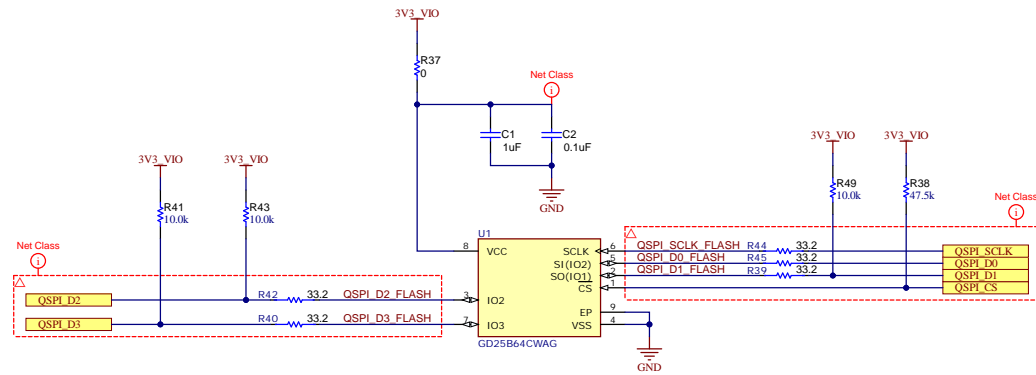 3V3_VIO
R37
0
Net Class
i
C1
1uF
C2
0.1uF
GND
3V3_VIO
3V3_VIO
R41
10.0k
R43
10.0k
3V3_VIO
3V3_VIO
R49
10.0k
R38
47.5k
Net Class
i
Net Class
i
U1
8 VCC
SCLK 6 QSPI_SCLK_FLASH R44 33.2 QSPI_SCLK
SI(IO2) 5 QSPI_D0_FLASH R45 33.2 QSPI_D0
SO(IO1) 2 QSPI_D1_FLASH R39 33.2 QSPI_D1
CS 1 QSPI_CS
QSPI_D2 R42 33.2 QSPI_D2_FLASH 3 IO2
EP 9
QSPI_D3 R40 33.2 QSPI_D3_FLASH 7 IO3
VSS 4
GD25B64CWAG
GND